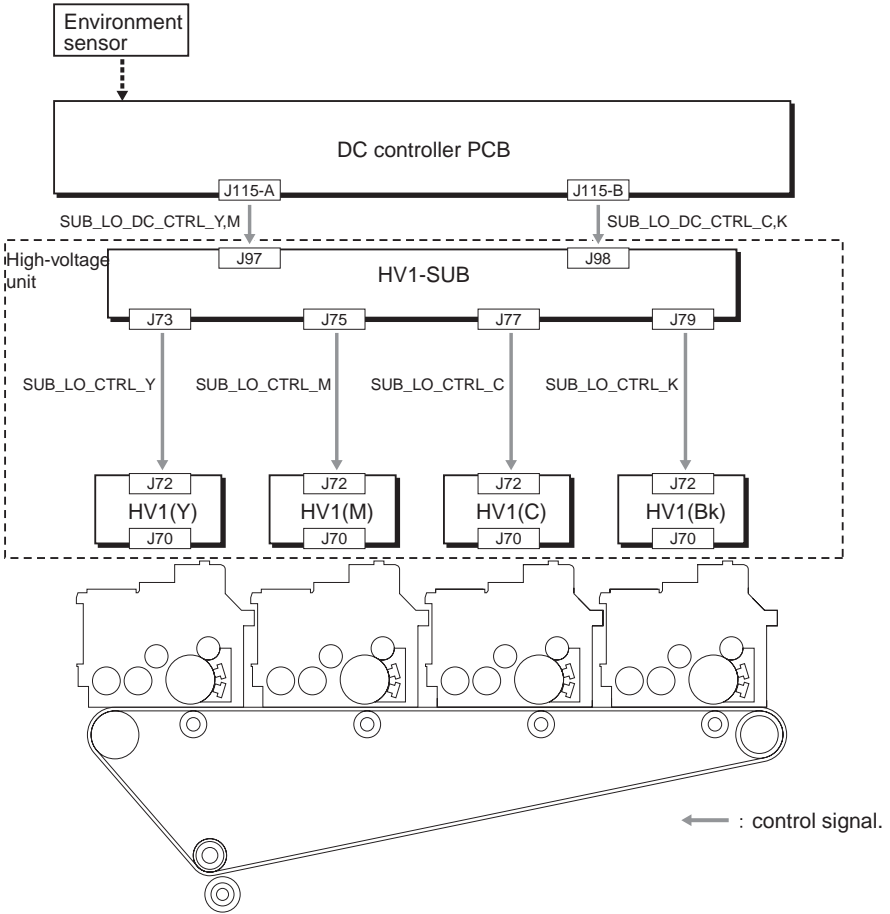 Environment
sensor
DC controller PCB
J115-A
J115-B
SUB_LO_DC_CTRL_Y,M
SUB_LO_DC_CTRL_C,K
High-voltage
unit
J97
J98
HV1-SUB
J73
J75
J77
J79
SUB_LO_CTRL_Y
SUB_LO_CTRL_M
SUB_LO_CTRL_C
SUB_LO_CTRL_K
J72
J72
J72
J72
HV1(Y)
HV1(M)
HV1(C)
HV1(Bk)
J70
J70
J70
J70
: control signal.